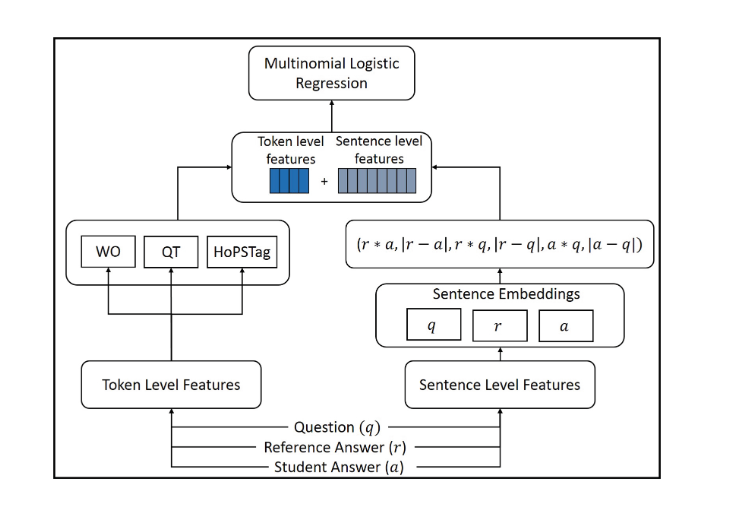 Multinomial Logistic
Regression
Token level Sentence level
features features
+
WO QT HoPSTag
(r * a, |r − a|, r * q, |r − q|, a * q, |a − q|)
Sentence Embeddings
q r a
Token Level Features
Sentence Level Features
Question (q)
Reference Answer (r)
Student Answer (a)